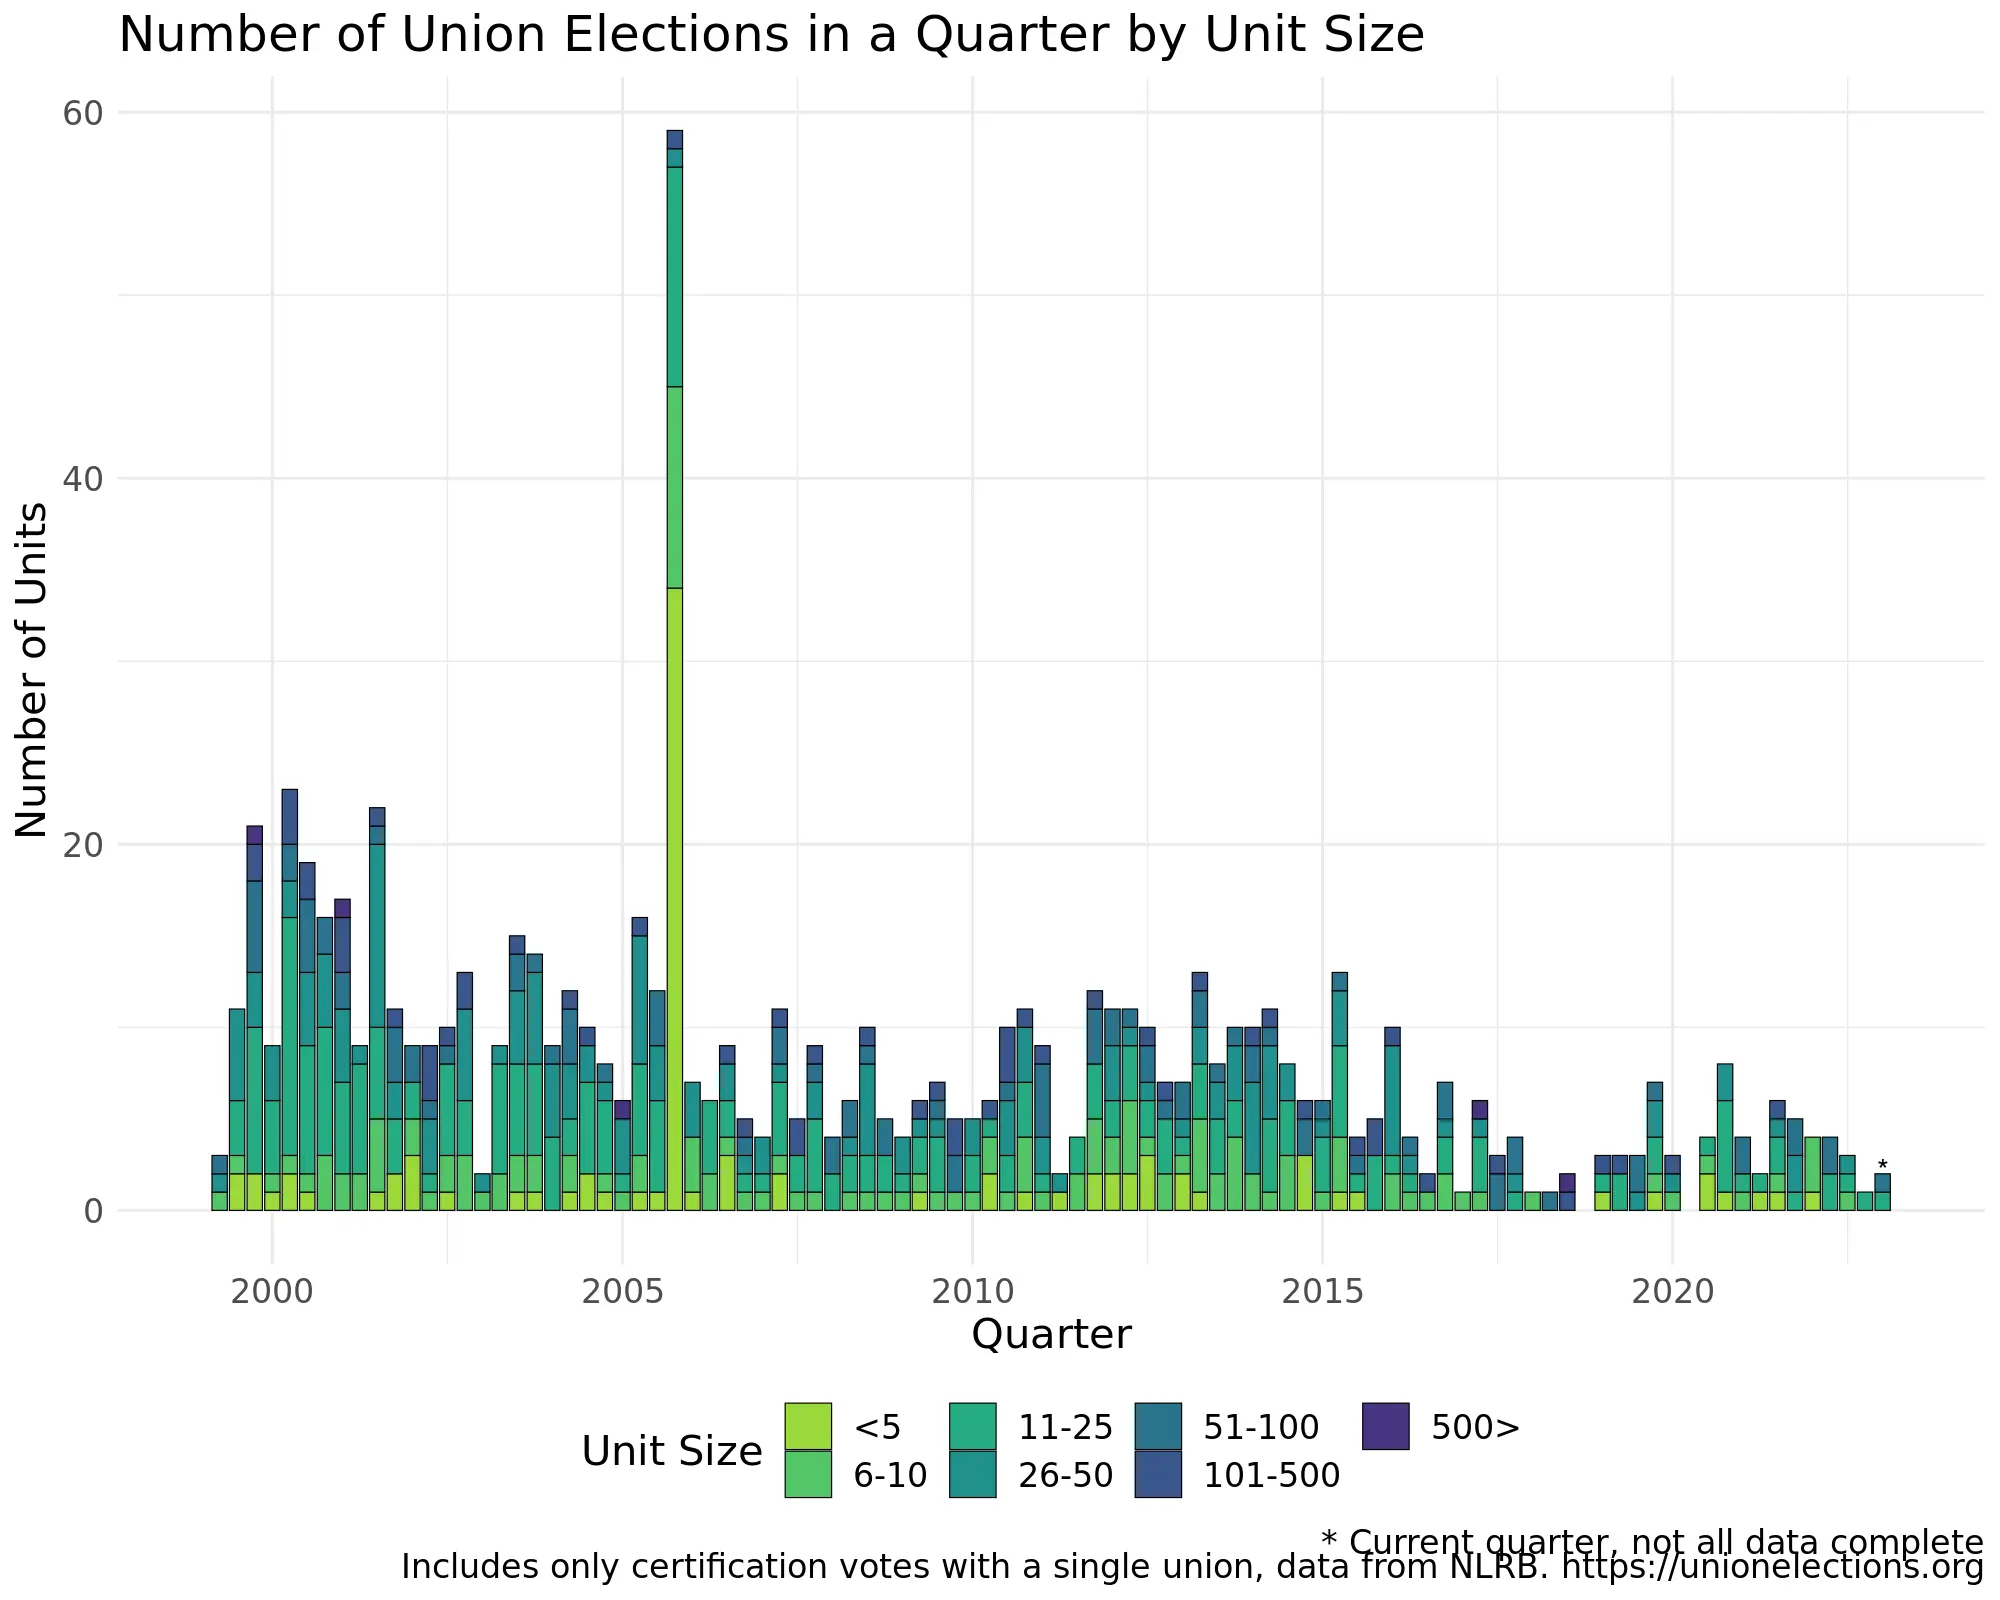 Number of Union Elections in a Quarter by Unit Size
Number of Units
60
40
20
0
2000 2005 2010 2015 2020
*
Quarter
Unit Size
<5 11-25 51-100 500>
6-10 26-50 101-500
* Current quarter, not all data complete
Includes only certification votes with a single union, data from NLRB. https://unionelections.org